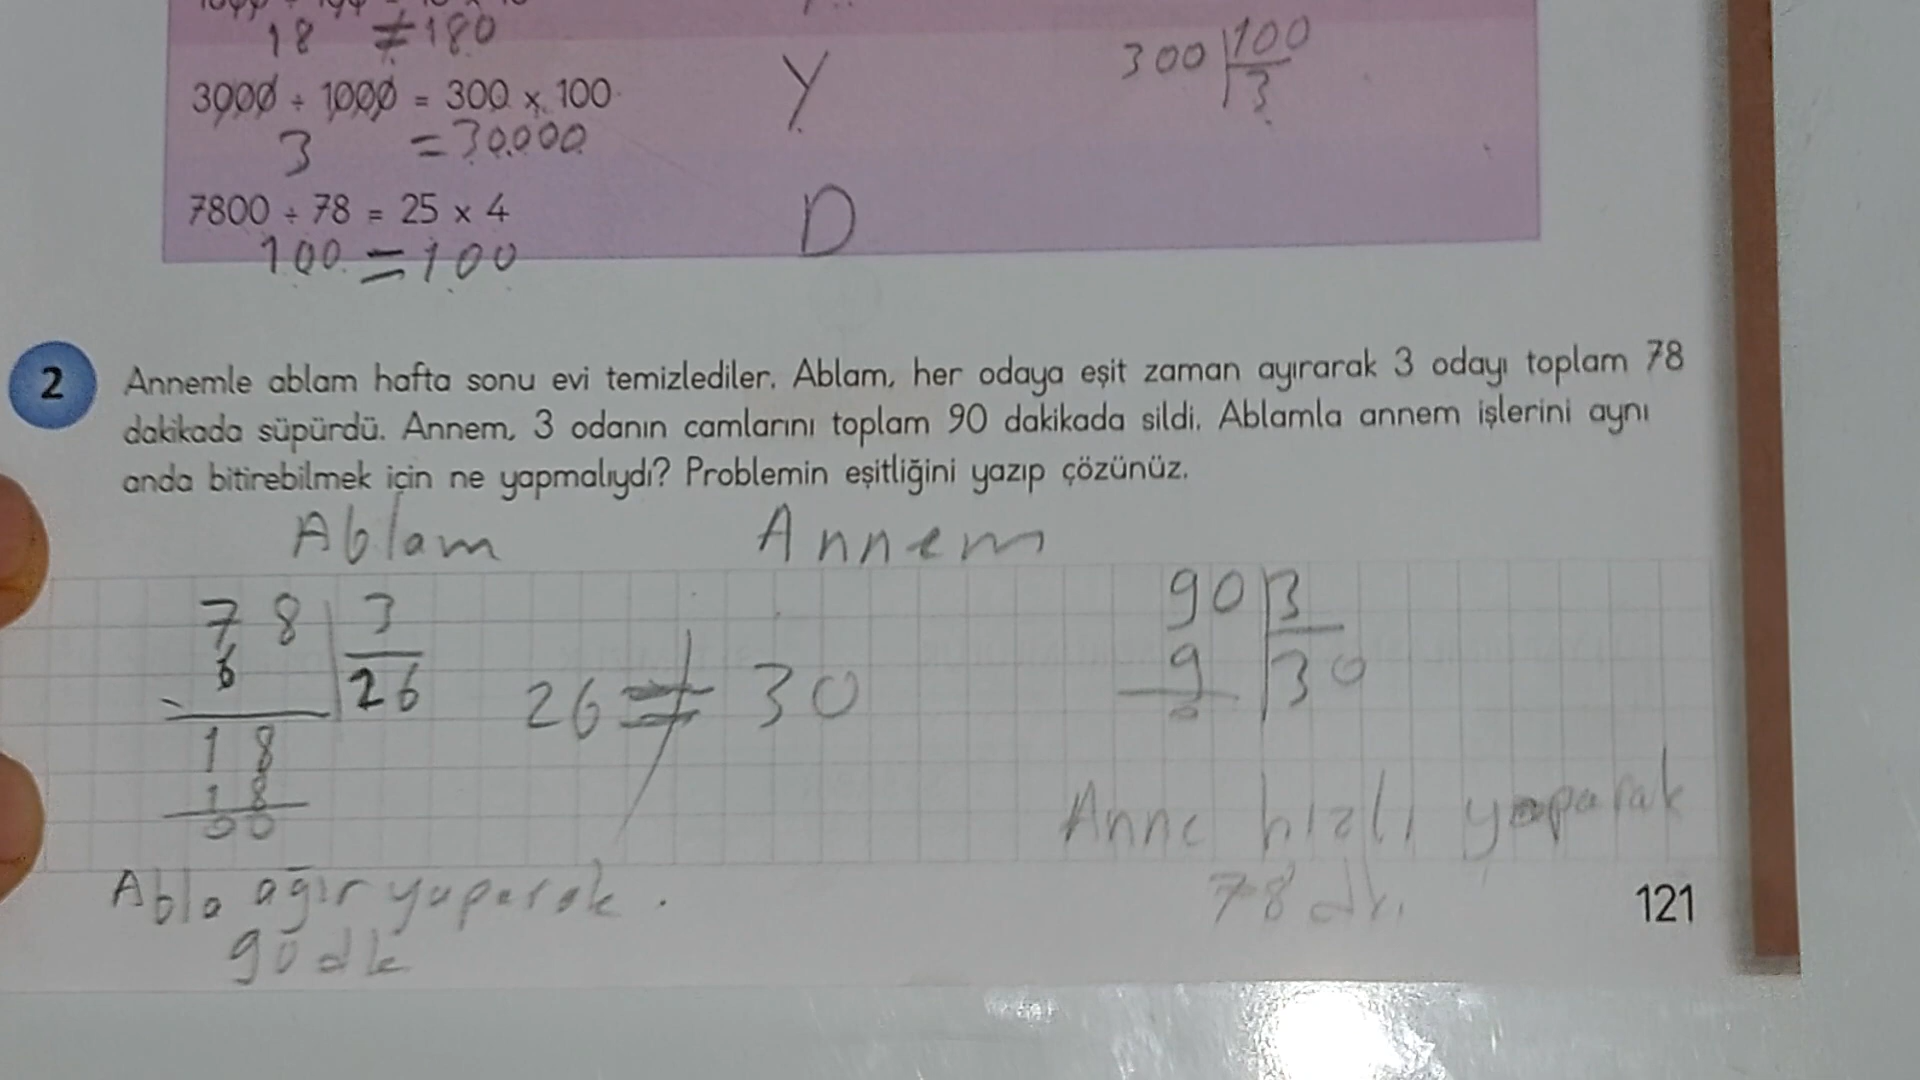 18 ≠ 180
3000 ÷ 1000 = 300 x 100 Y 300 100
3 = 30.000 3
7800 ÷ 78 = 25 x 4 D
100 = 100
2 Annemle ablam hafta sonu evi temizlediler. Ablam, her odaya eşit zaman ayırarak 3 odayı toplam 78
dakikada süpürdü. Annem, 3 odanın camlarını toplam 90 dakikada sildi. Ablamla annem işlerini aynı
anda bitirebilmek için ne yapmalıydı? Problemin eşitliğini yazıp çözünüz.
Ablam Annem
78 3 90 3
- 6 26 26 ≠ 30 9 30
18 0
18
00
Anne hızlı yaparak
78 dk.
Abla ağır yaparak.
90 dk
121